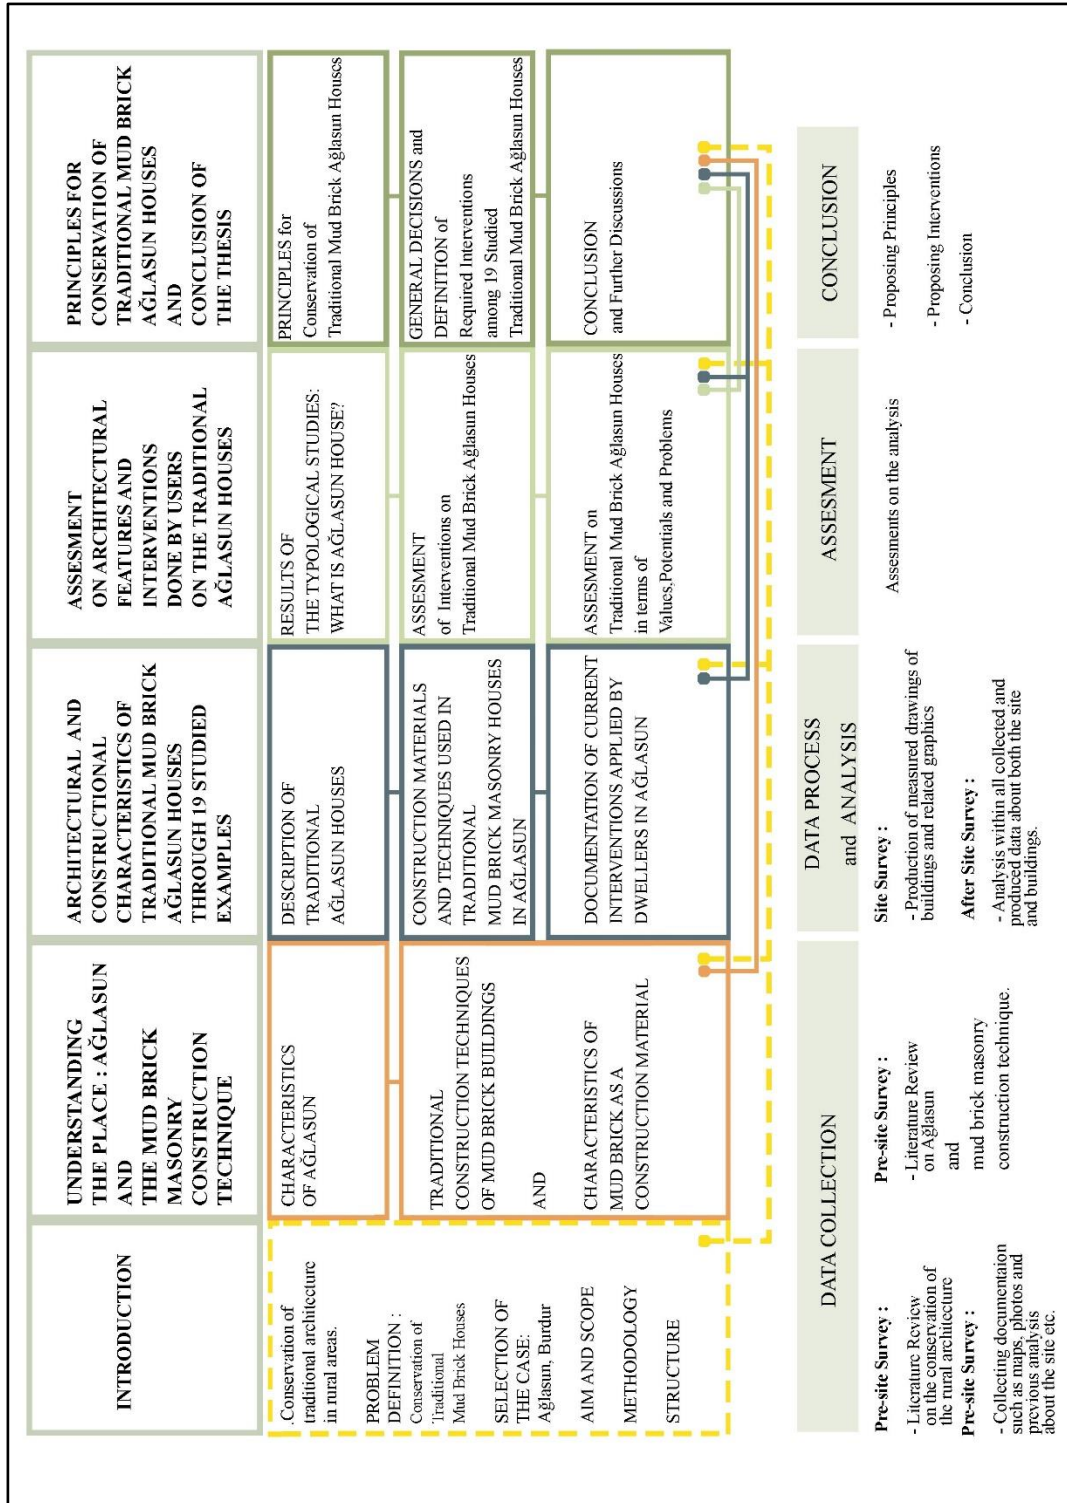 INTRODUCTION
UNDERSTANDING
THE PLACE : AĞLASUN
AND
THE MUD BRICK
MASONRY
CONSTRUCTION
TECHNIQUE
ARCHITECTURAL AND
CONSTRUCTIONAL
CHARACTERISTICS OF
TRADITIONAL MUD BRICK
AĞLASUN HOUSES
THROUGH 19 STUDIED
EXAMPLES
ASSESMENT
ON ARCHITECTURAL
FEATURES AND
INTERVENTIONS
DONE BY USERS
ON THE TRADITIONAL
AĞLASUN HOUSES
PRINCIPLES FOR
CONSERVATION OF
TRADITIONAL MUD BRICK
AĞLASUN HOUSES
AND
CONCLUSION OF
THE THESIS
.Conservation of
traditional architecture
in rural areas.
PROBLEM
DEFINITION :
Conservation of
Traditional
Mud Brick Houses
SELECTION OF
THE CASE:
Ağlasun, Burdur
AIM AND SCOPE
METHODOLOGY
STRUCTURE
CHARACTERISTICS
OF AĞLASUN
TRADITIONAL
CONSTRUCTION TECHNIQUES
OF MUD BRICK BUILDINGS
AND
CHARACTERISTICS OF
MUD BRICK AS A
CONSTRUCTION MATERIAL
DESCRIPTION OF
TRADITIONAL
AĞLASUN HOUSES
CONSTRUCTION MATERIALS
AND TECHNIQUES USED IN
TRADITIONAL
MUD BRICK MASONRY HOUSES
IN AĞLASUN
DOCUMENTATION OF CURRENT
INTERVENTIONS APPLIED BY
DWELLERS IN AĞLASUN
RESULTS OF
THE TYPOLOGICAL STUDIES:
WHAT IS AĞLASUN HOUSE?
ASSESMENT
of Interventions on
Traditional Mud Brick Ağlasun Houses
ASSESMENT on
Traditional Mud Brick Ağlasun Houses
in terms of
Values,Potentials and Problems
PRINCIPLES for
Conservation of
Traditional Mud Brick Ağlasun Houses
GENERAL DECISIONS and
DEFINITION of
Required Interventions
among 19 Studied
Traditional Mud Brick Ağlasun Houses
CONCLUSION
and Further Discussions
DATA COLLECTION
DATA PROCESS
and ANALYSIS
ASSESMENT
CONCLUSION
Pre-site Survey :
- Literature Review
on the conservation of
the rural architecture
Pre-site Survey :
- Collecting documentaion
such as maps, photos and
previous analysis
about the site etc.
Pre-site Survey :
- Literature Review
on Ağlasun
and
mud brick masonry
construction technique.
Site Survey :
- Production of measured drawings of
buildings and related graphics
After Site Survey :
- Analysis within all collected and
produced data about both the site
and buildings.
Assesments on the analysis
- Proposing Principles
- Proposing Interventions
- Conclusion